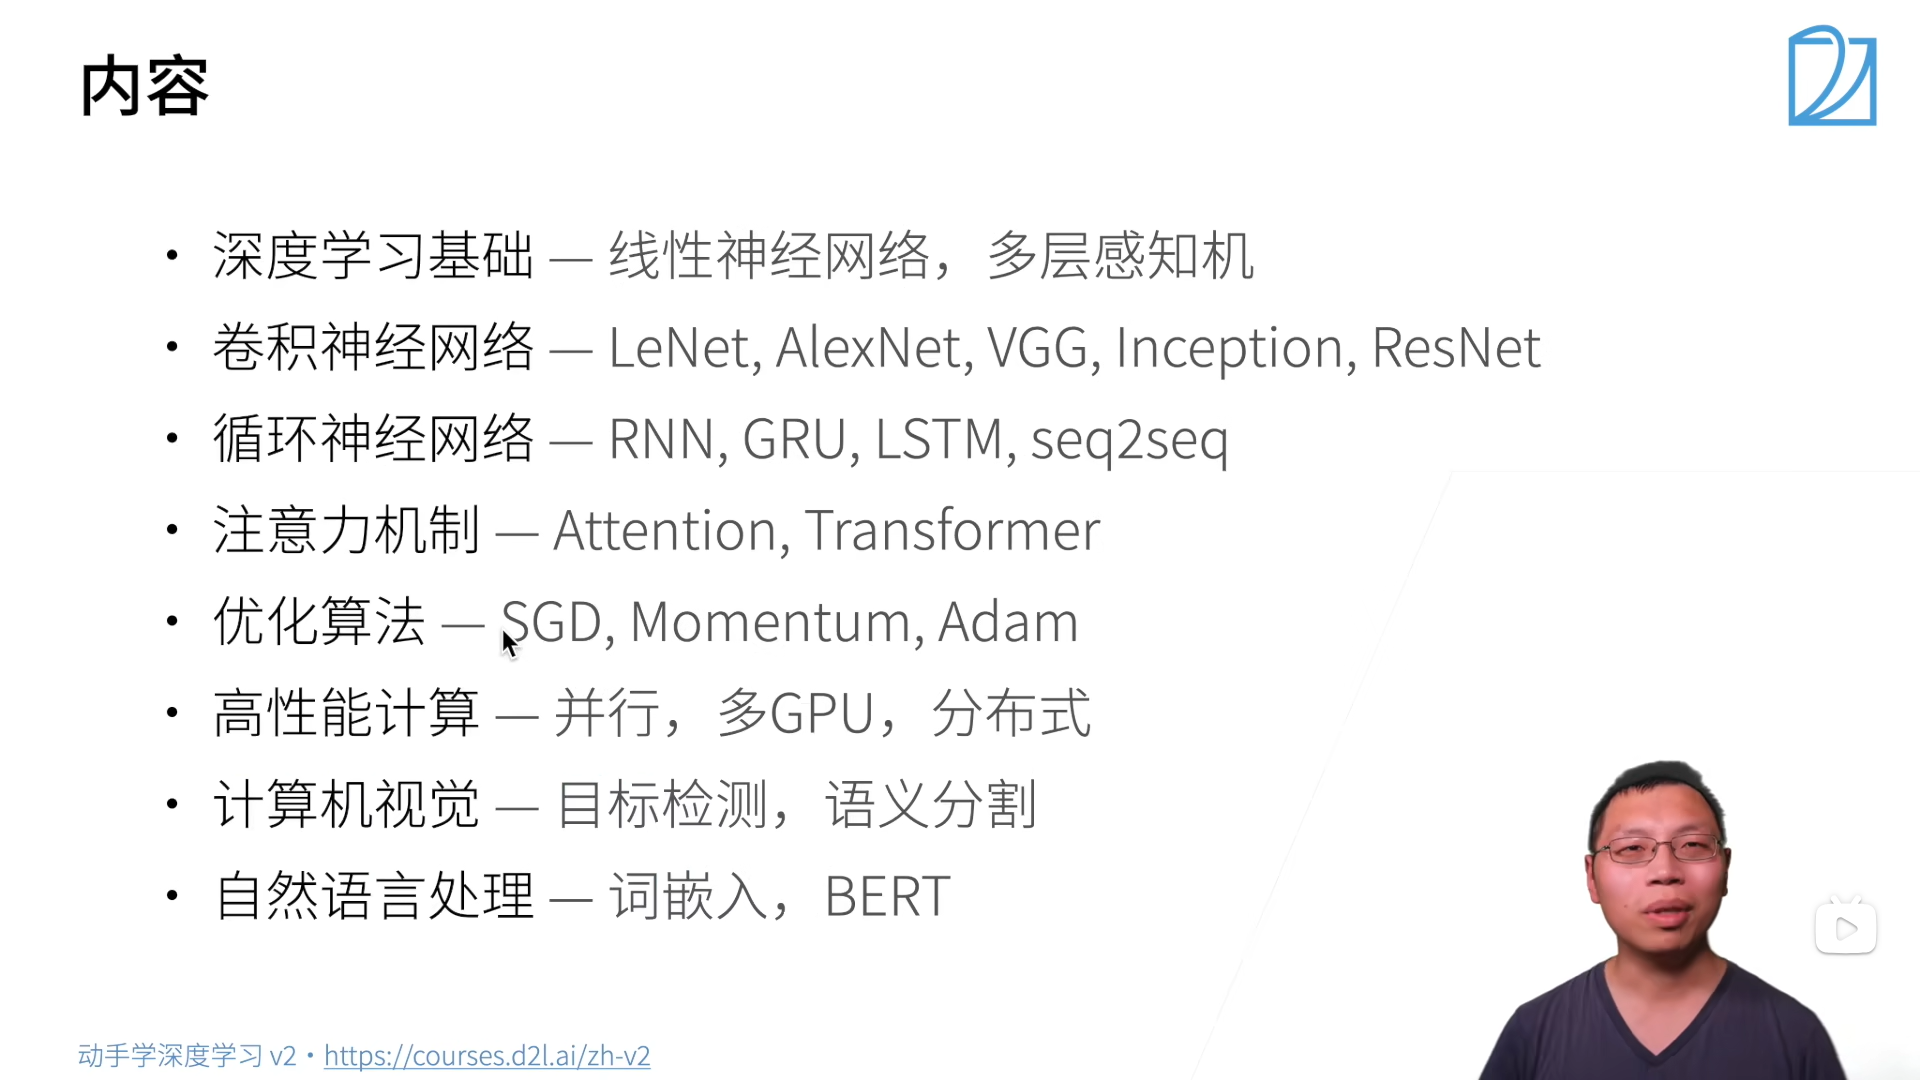 内容
• 深度学习基础 — 线性神经网络，多层感知机
• 卷积神经网络 — LeNet, AlexNet, VGG, Inception, ResNet
• 循环神经网络 — RNN, GRU, LSTM, seq2seq
• 注意力机制 — Attention, Transformer
• 优化算法 — SGD, Momentum, Adam
• 高性能计算 — 并行，多GPU，分布式
• 计算机视觉 — 目标检测，语义分割
• 自然语言处理 — 词嵌入，BERT
动手学深度学习 v2 • https://courses.d2l.ai/zh-v2